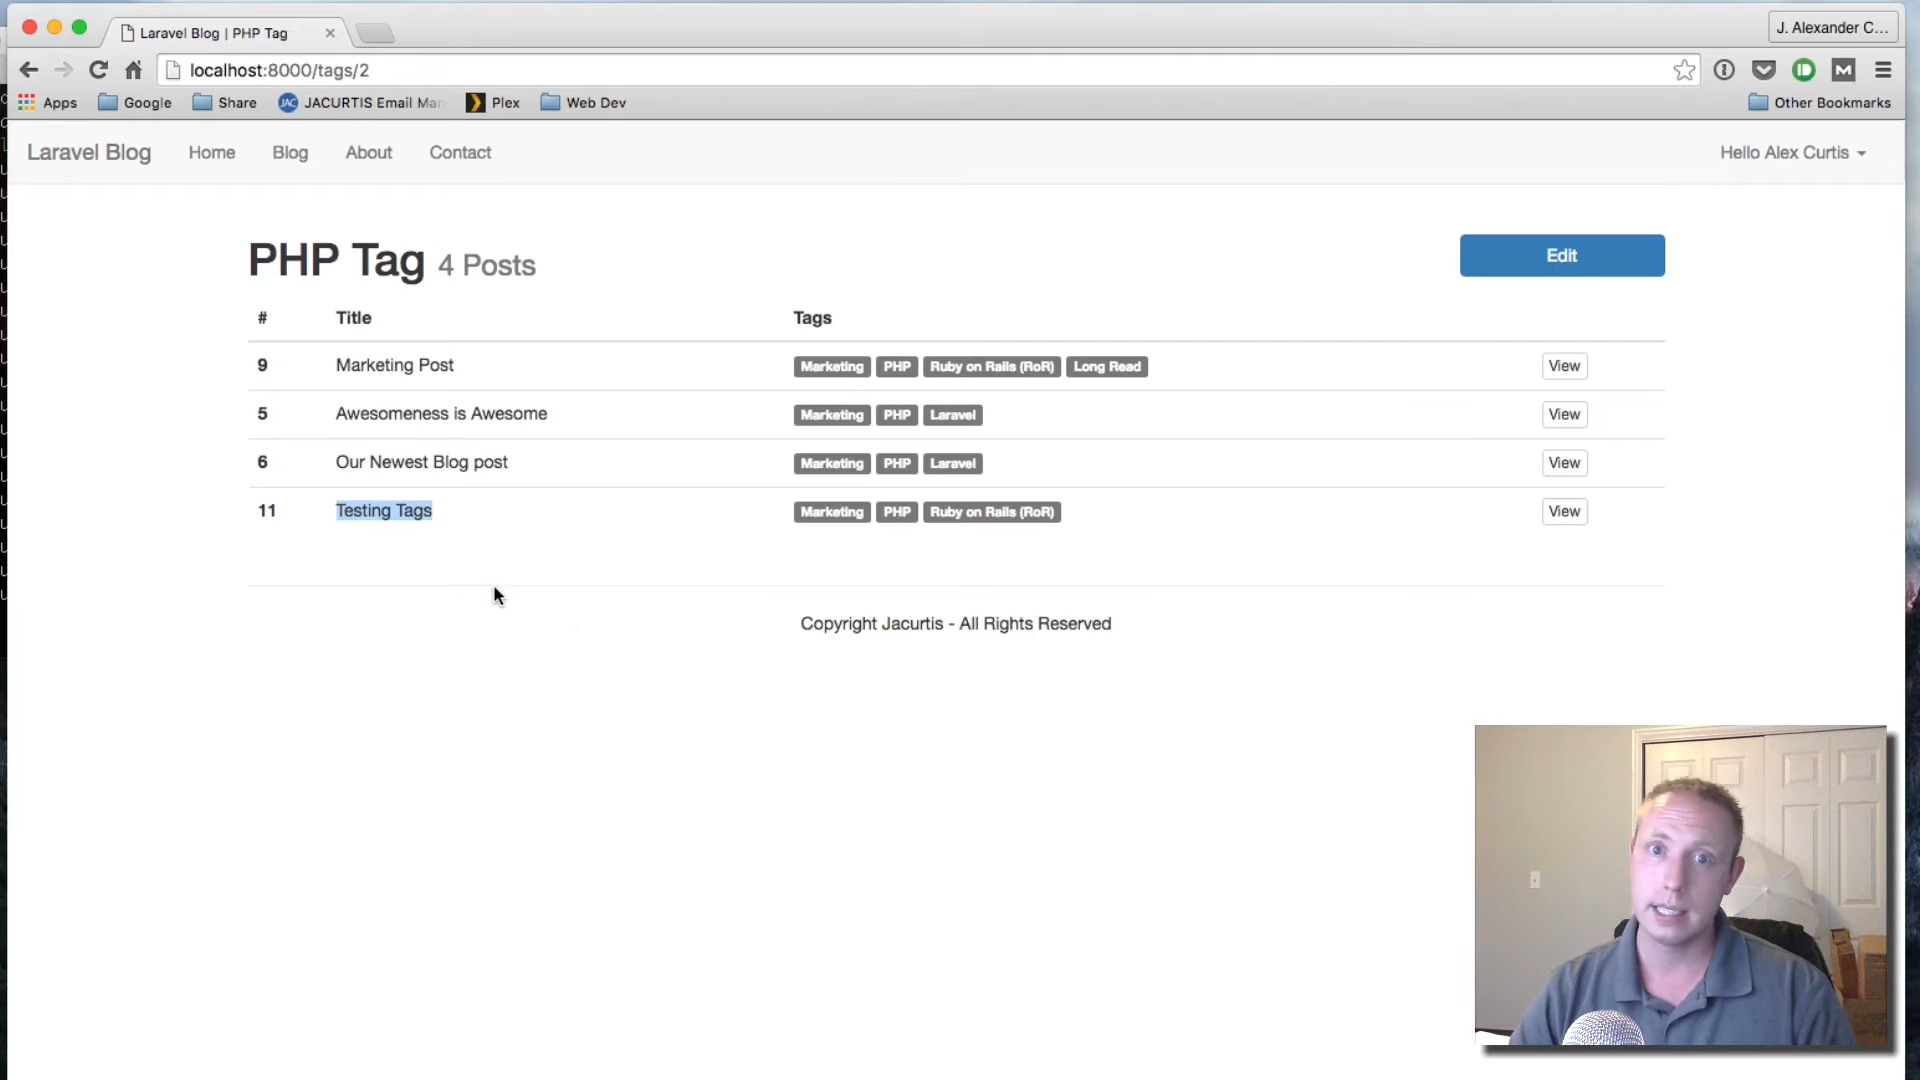 Laravel Blog | PHP Tag
J. Alexander C...
localhost:8000/tags/2
Apps Google Share JACURTIS Email Mar Plex Web Dev Other Bookmarks
Laravel Blog Home Blog About Contact Hello Alex Curtis
PHP Tag 4 Posts Edit
# Title Tags
9 Marketing Post Marketing PHP Ruby on Rails (RoR) Long Read View
5 Awesomeness is Awesome Marketing PHP Laravel View
6 Our Newest Blog post Marketing PHP Laravel View
11 Testing Tags Marketing PHP Ruby on Rails (RoR) View
Copyright Jacurtis - All Rights Reserved